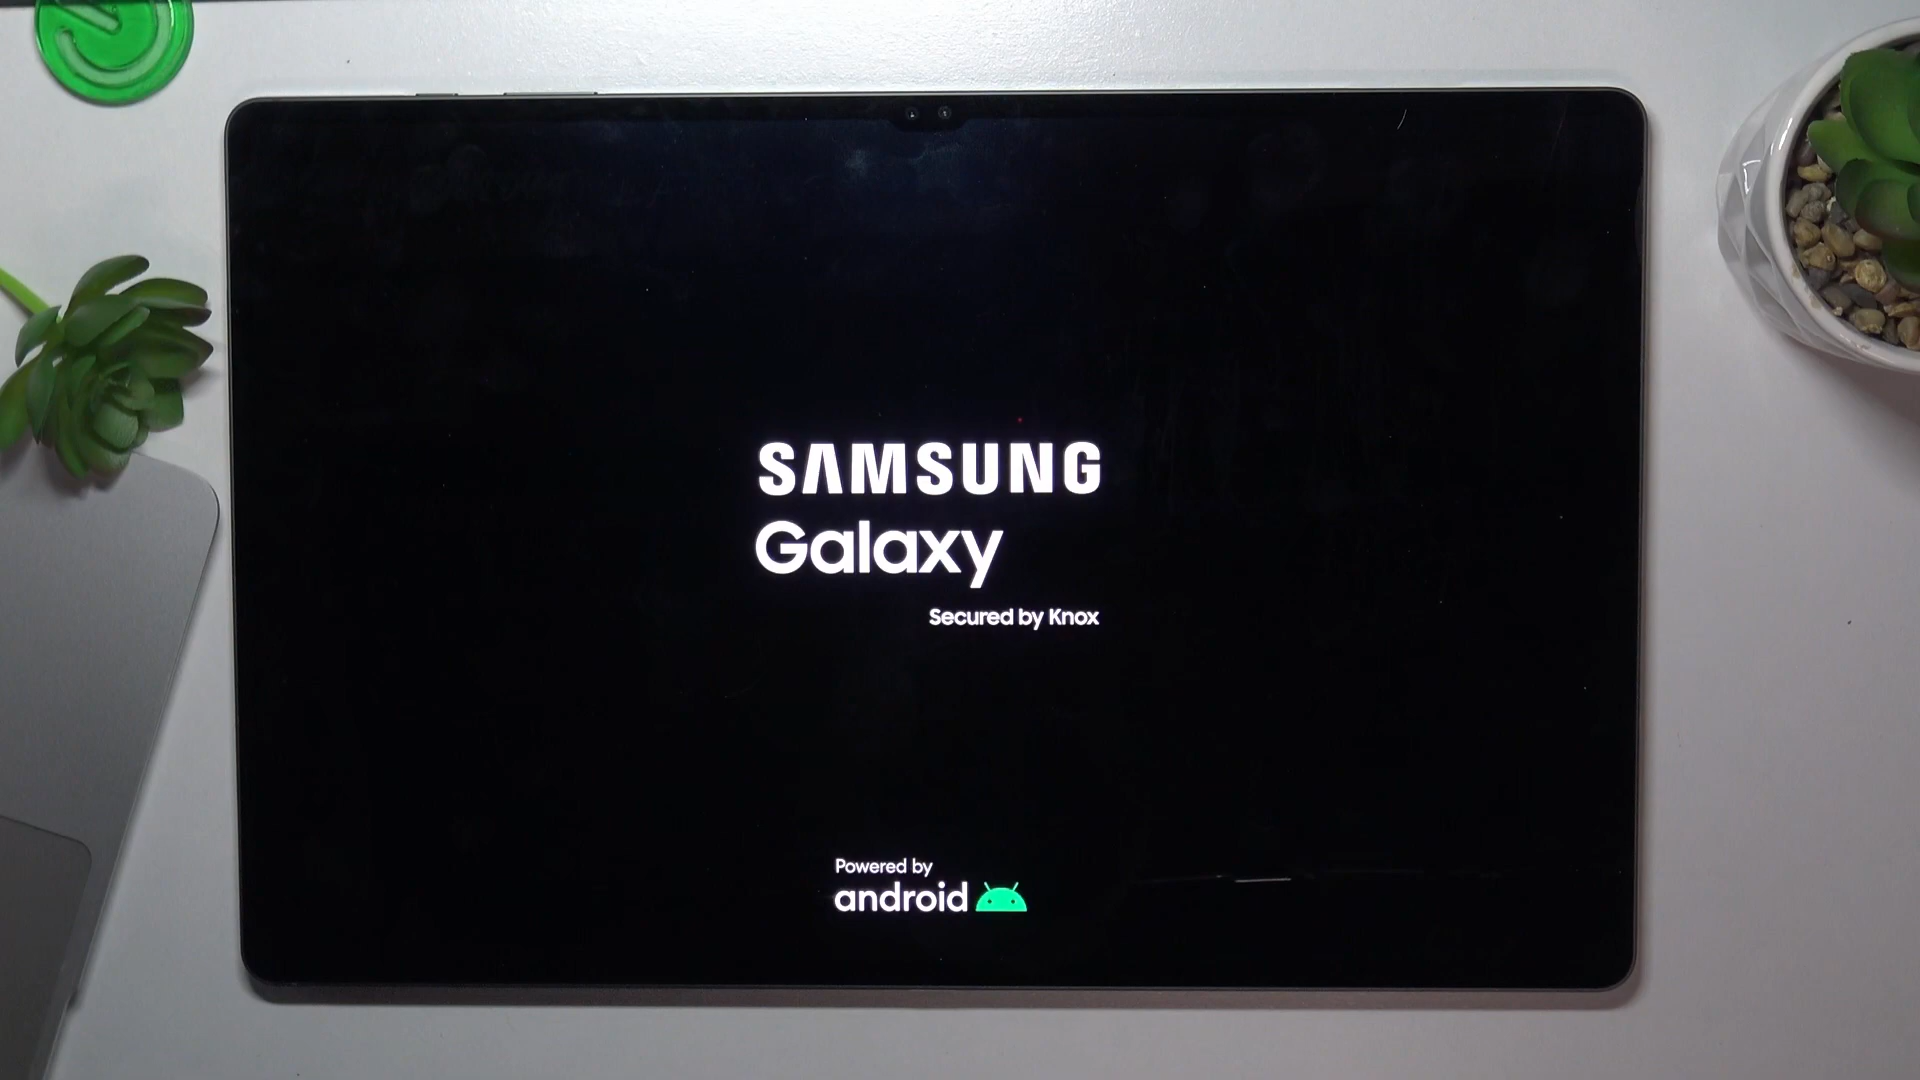 SAMSUNG
Galaxy
Secured by Knox
Powered by
android